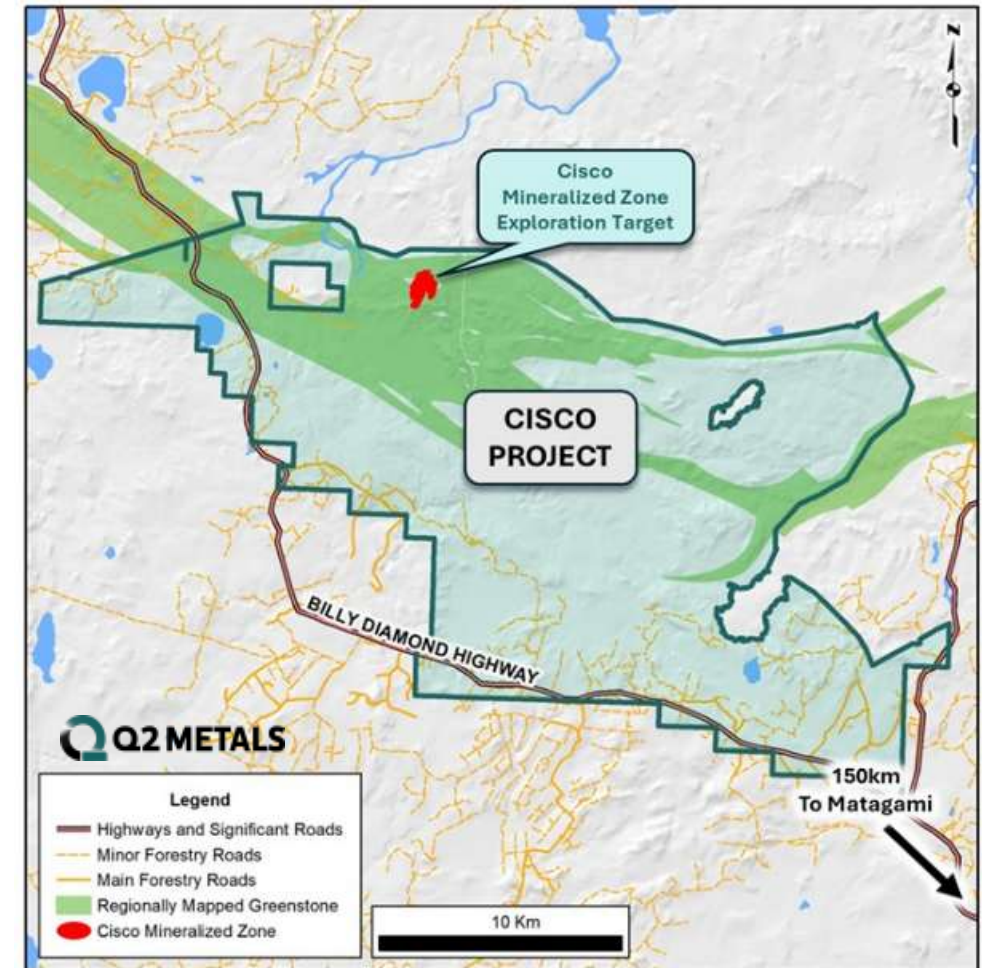 N
Cisco
Mineralized Zone
Exploration Target
CISCO
PROJECT
BILLY DIAMOND HIGHWAY
Q2 METALS
150km
To Matagami
Legend
Highways and Significant Roads
Minor Forestry Roads
Main Forestry Roads
Regionally Mapped Greenstone
Cisco Mineralized Zone
10 Km